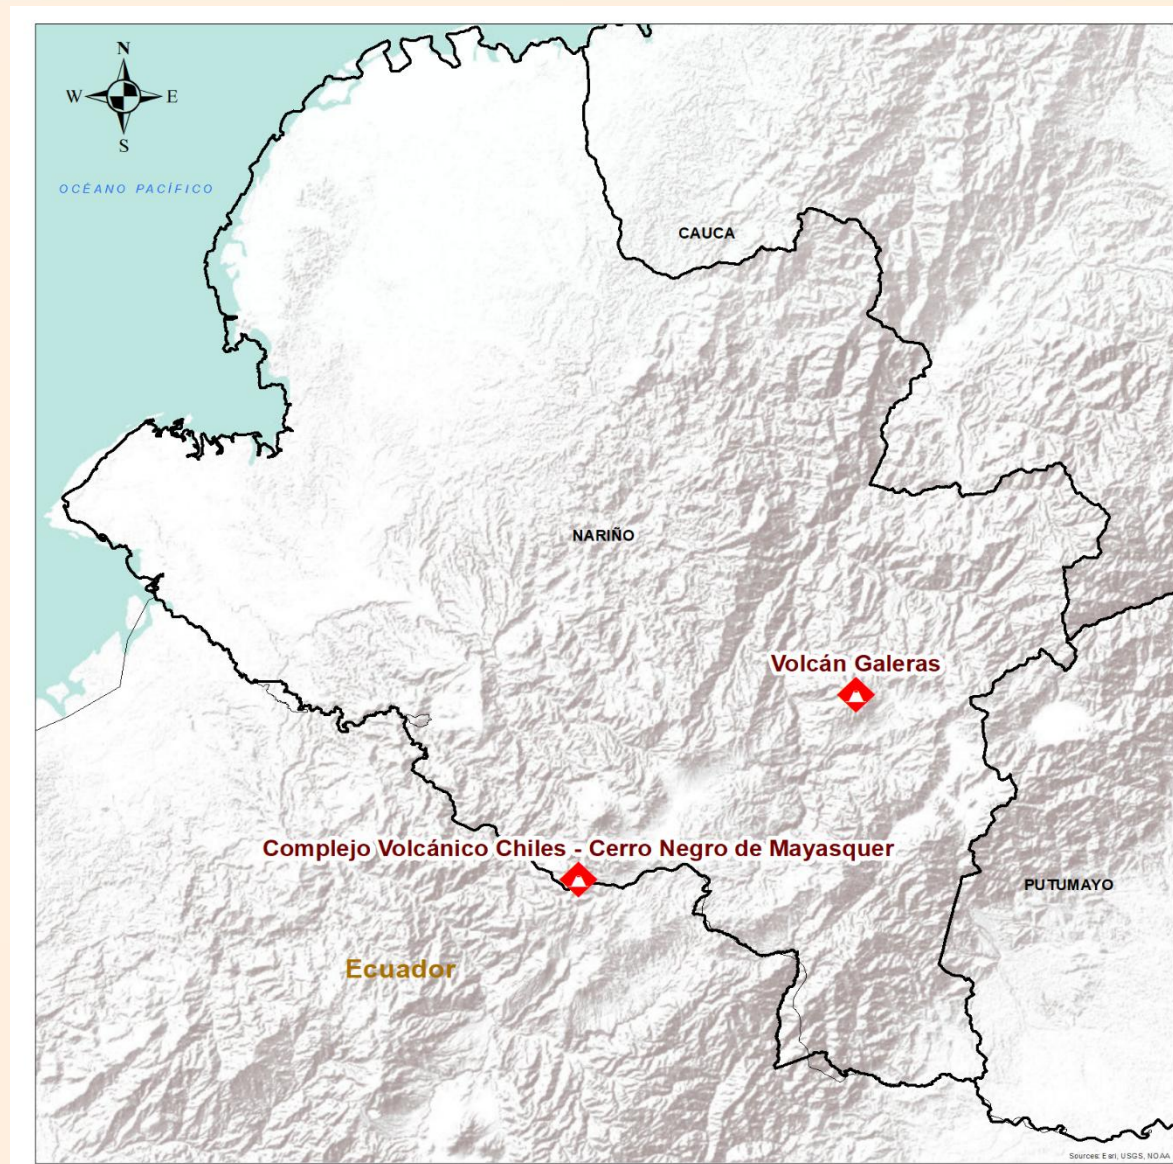 N
W E
S
OCÉANO PACÍFICO
CAUCA
NARIÑO
Volcán Galeras
Complejo Volcánico Chiles - Cerro Negro de Mayasquer
PUTUMAYO
Ecuador
Sources: Esri, USGS, NOAA